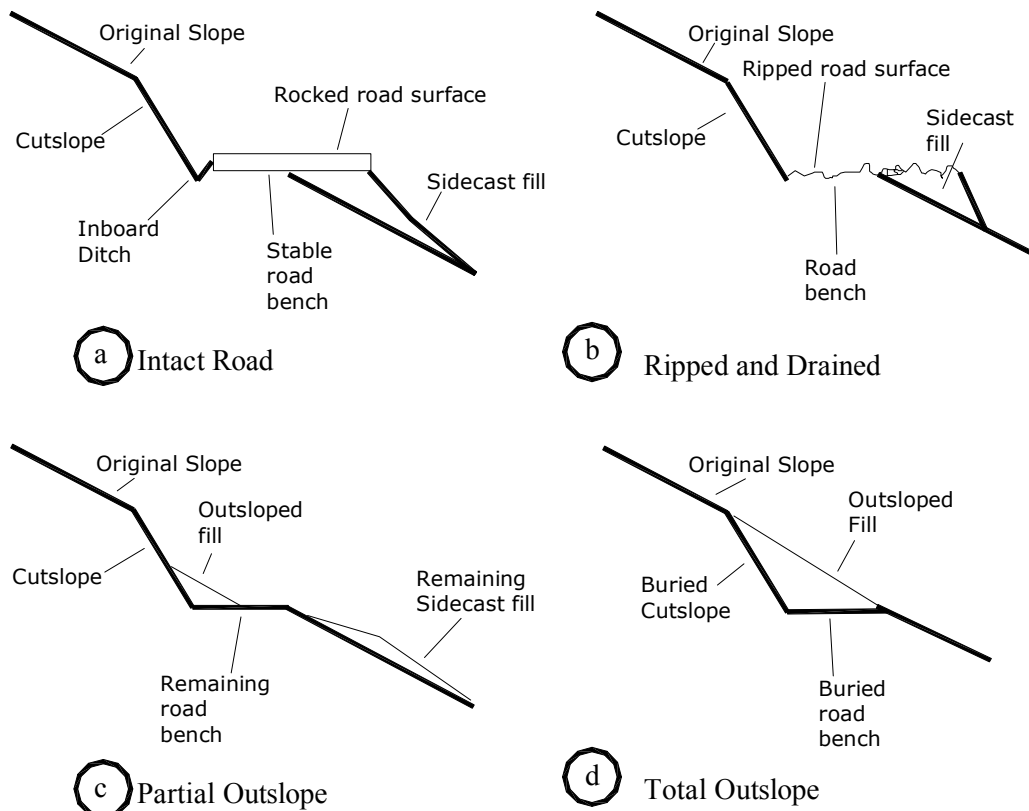 Original Slope
Rocked road surface
Cutslope
Sidecast fill
Inboard
Ditch
Stable
road
bench
a
Intact Road
Original Slope
Ripped road surface
Sidecast
fill
Cutslope
Road
bench
b
Ripped and Drained
Original Slope
Outsloped
fill
Cutslope
Remaining
Sidecast fill
Remaining
road
bench
c
Partial Outslope
Original Slope
Outsloped
Fill
Buried
Cutslope
Buried
road
bench
d
Total Outslope